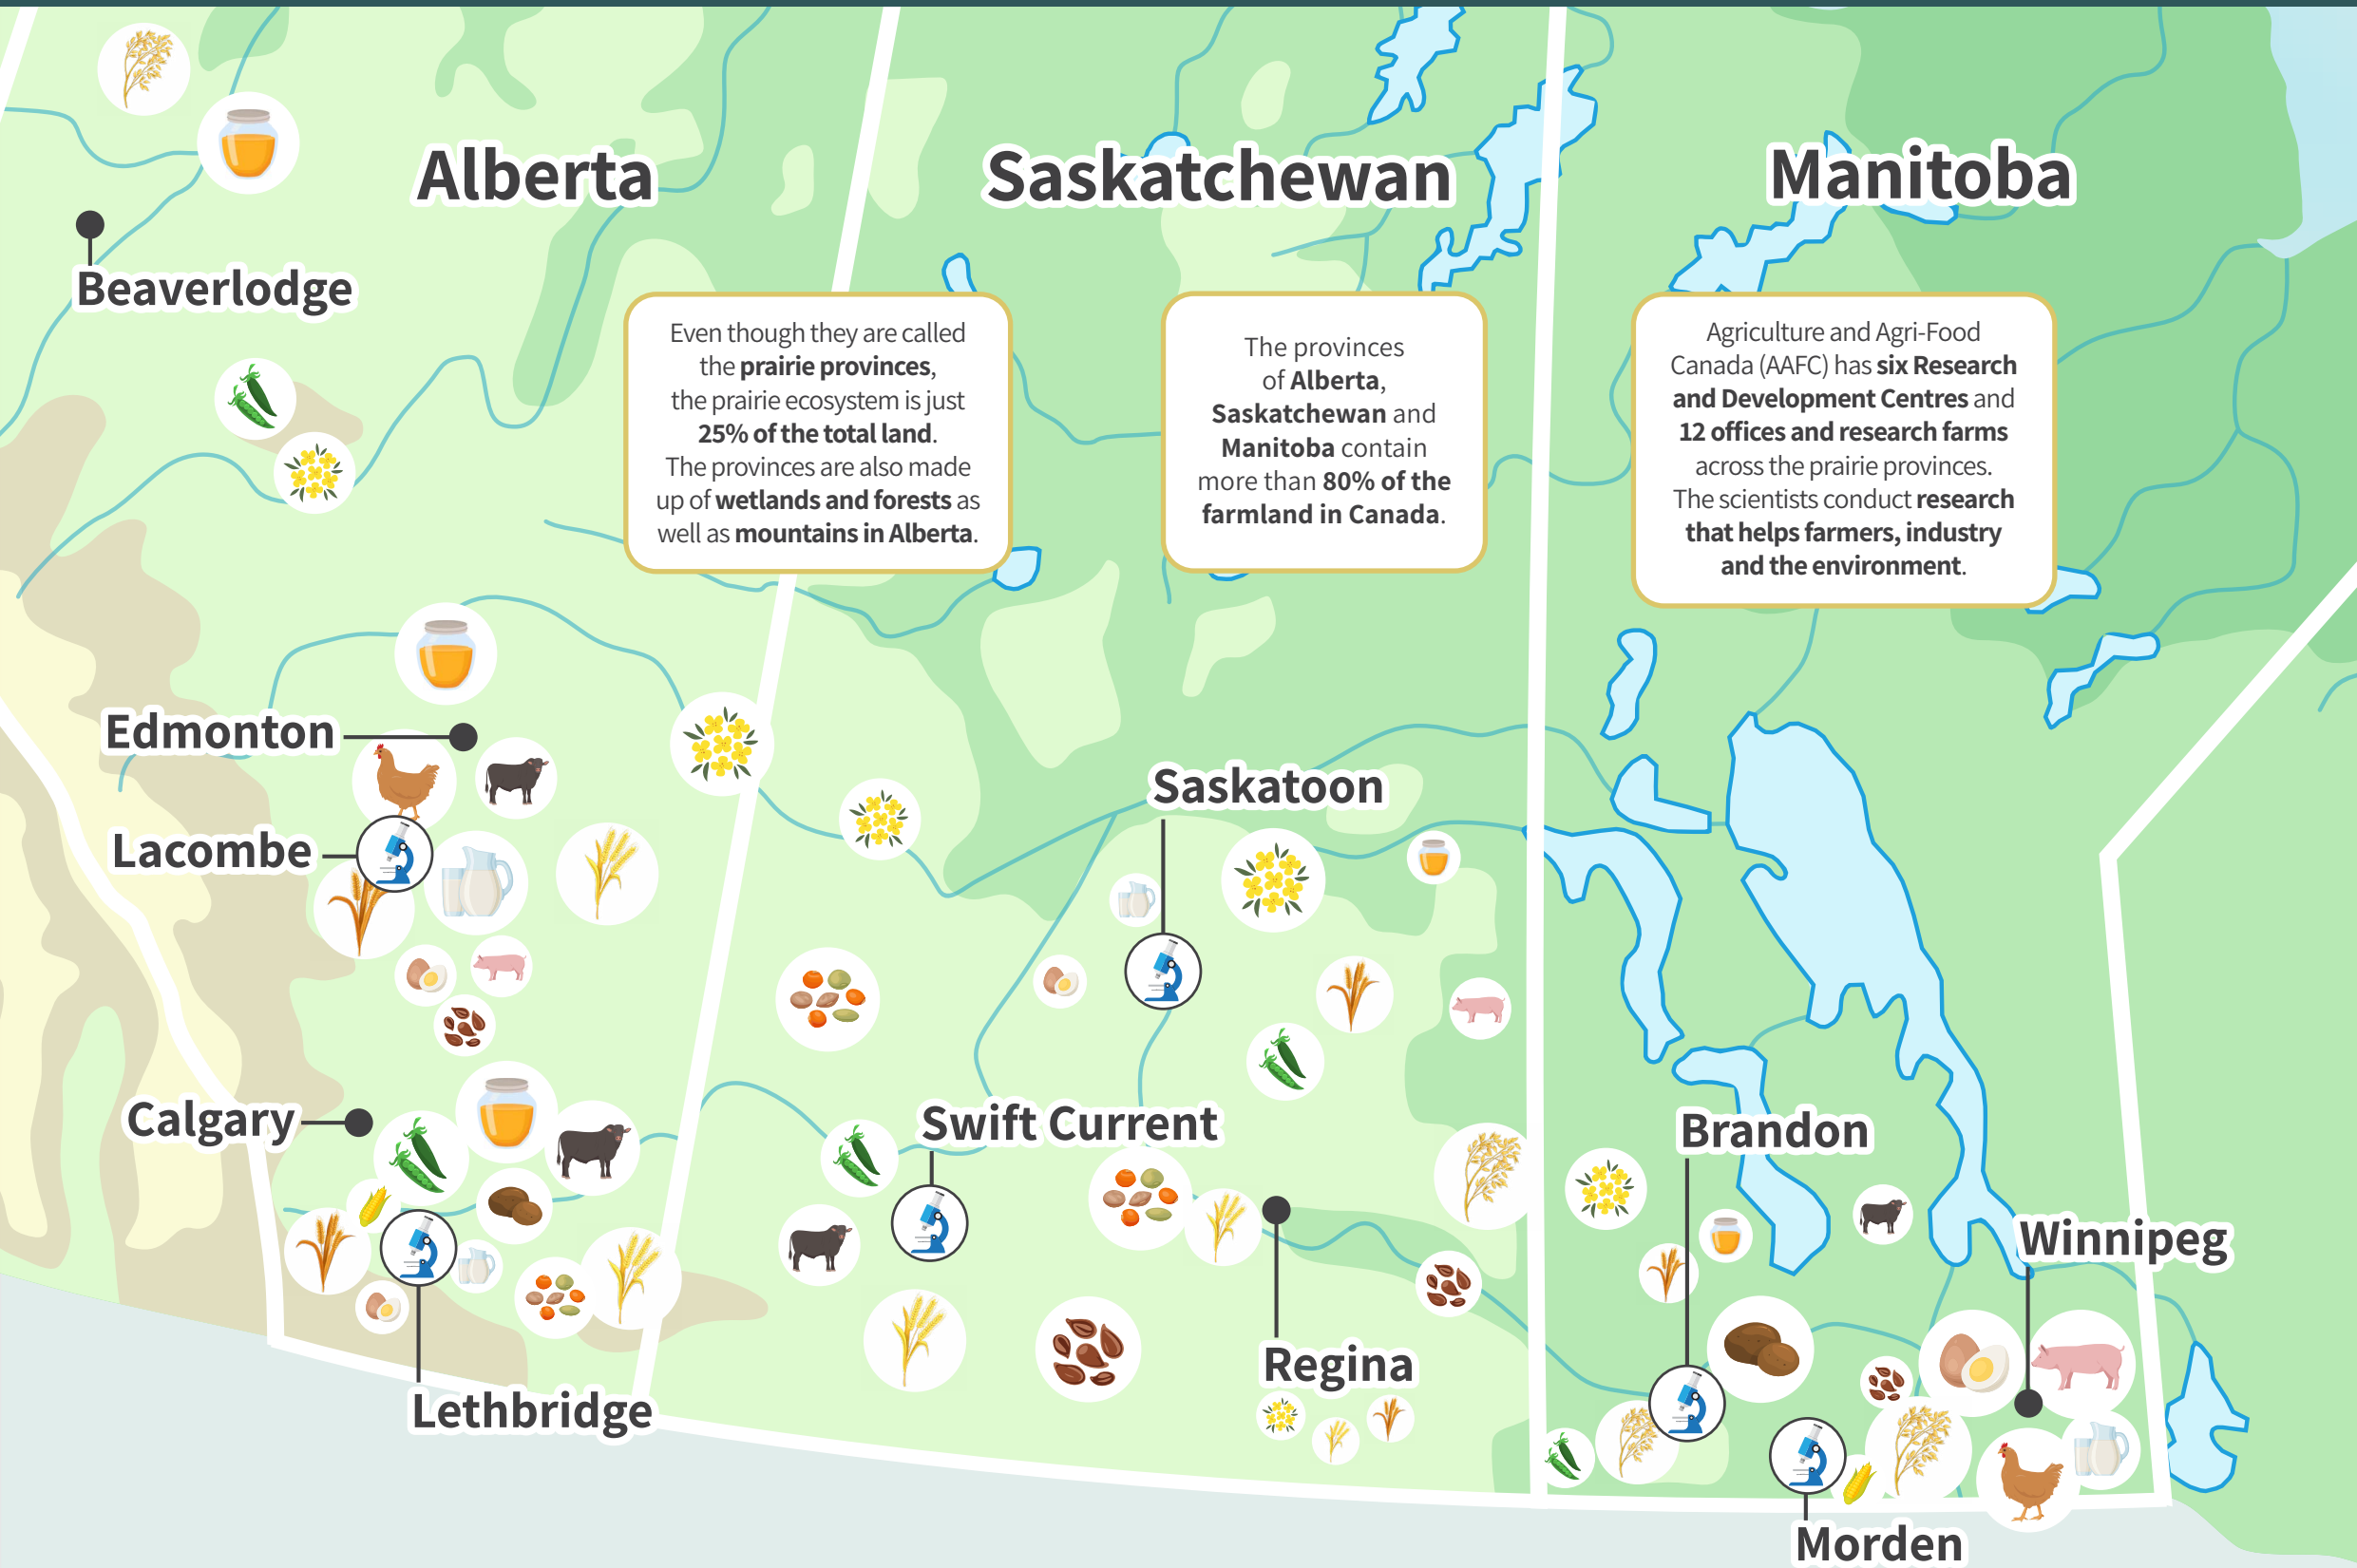 Alberta
Saskatchewan
Manitoba
Beaverlodge
Even though they are called
the prairie provinces,
the prairie ecosystem is just
25% of the total land.
The provinces are also made
up of wetlands and forests as
well as mountains in Alberta.
The provinces
of Alberta,
Saskatchewan and
Manitoba contain
more than 80% of the
farmland in Canada.
Agriculture and Agri-Food
Canada (AAFC) has six Research
and Development Centres and
12 offices and research farms
across the prairie provinces.
The scientists conduct research
that helps farmers, industry
and the environment.
Edmonton
Saskatoon
Lacombe
Calgary
Swift Current
Brandon
Winnipeg
Regina
Lethbridge
Morden